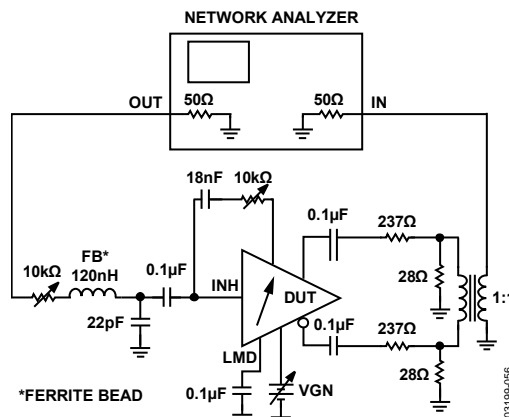 NETWORK ANALYZER
OUT
50Ω
50Ω
IN
18nF
10kΩ
0.1µF
237Ω
FB*
120nH
10kΩ
0.1µF
28Ω
INH
DUT
1:1
22pF
0.1µF
237Ω
LMD
28Ω
0.1µF
VGN
*FERRITE BEAD
03199-056